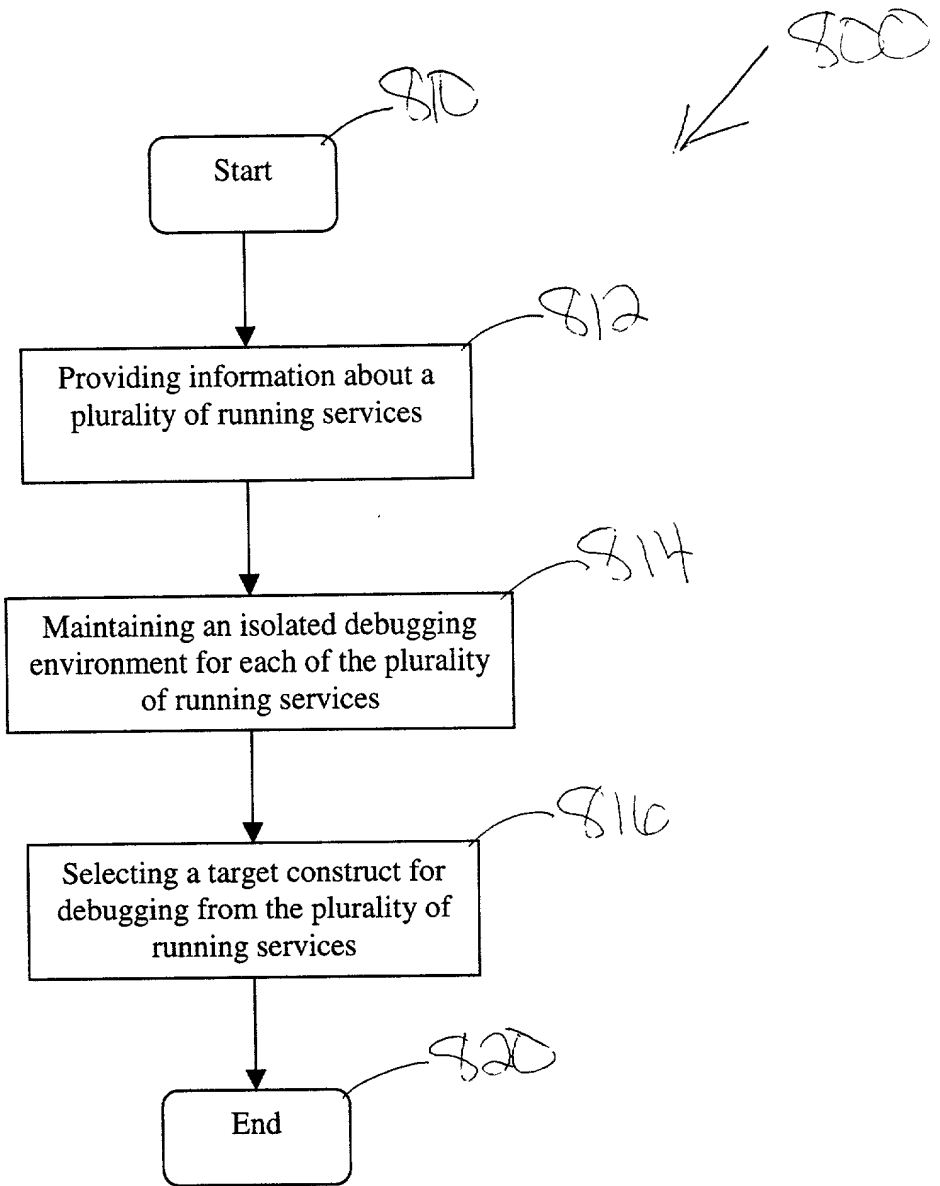 800
810
Start
812
Providing information about a
plurality of running services
814
Maintaining an isolated debugging
environment for each of the plurality
of running services
816
Selecting a target construct for
debugging from the plurality of
running services
820
End